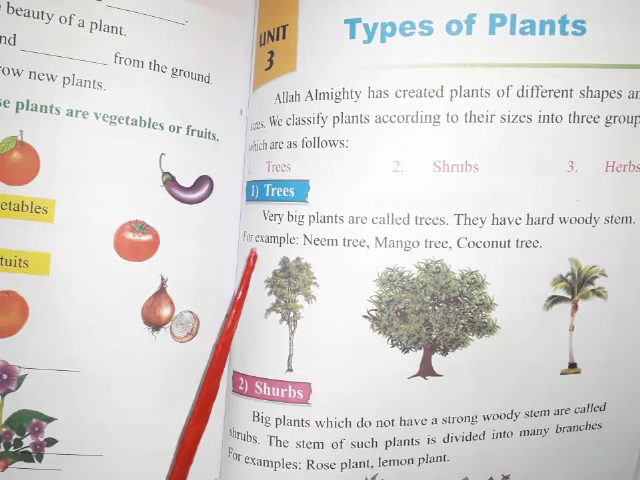 beauty of a plant.
from the ground.
row new plants.
se plants are vegetables or fruits.
etables
uits
UNIT
3
Types of Plants
Allah Almighty has created plants of different shapes an
sizes. We classify plants according to their sizes into three group
which are as follows:
Trees 2. Shrubs 3. Herbs
1) Trees
Very big plants are called trees. They have hard woody stem.
For example: Neem tree, Mango tree, Coconut tree.
2) Shurbs
Big plants which do not have a strong woody stem are called
shrubs. The stem of such plants is divided into many branches
For examples: Rose plant, lemon plant.